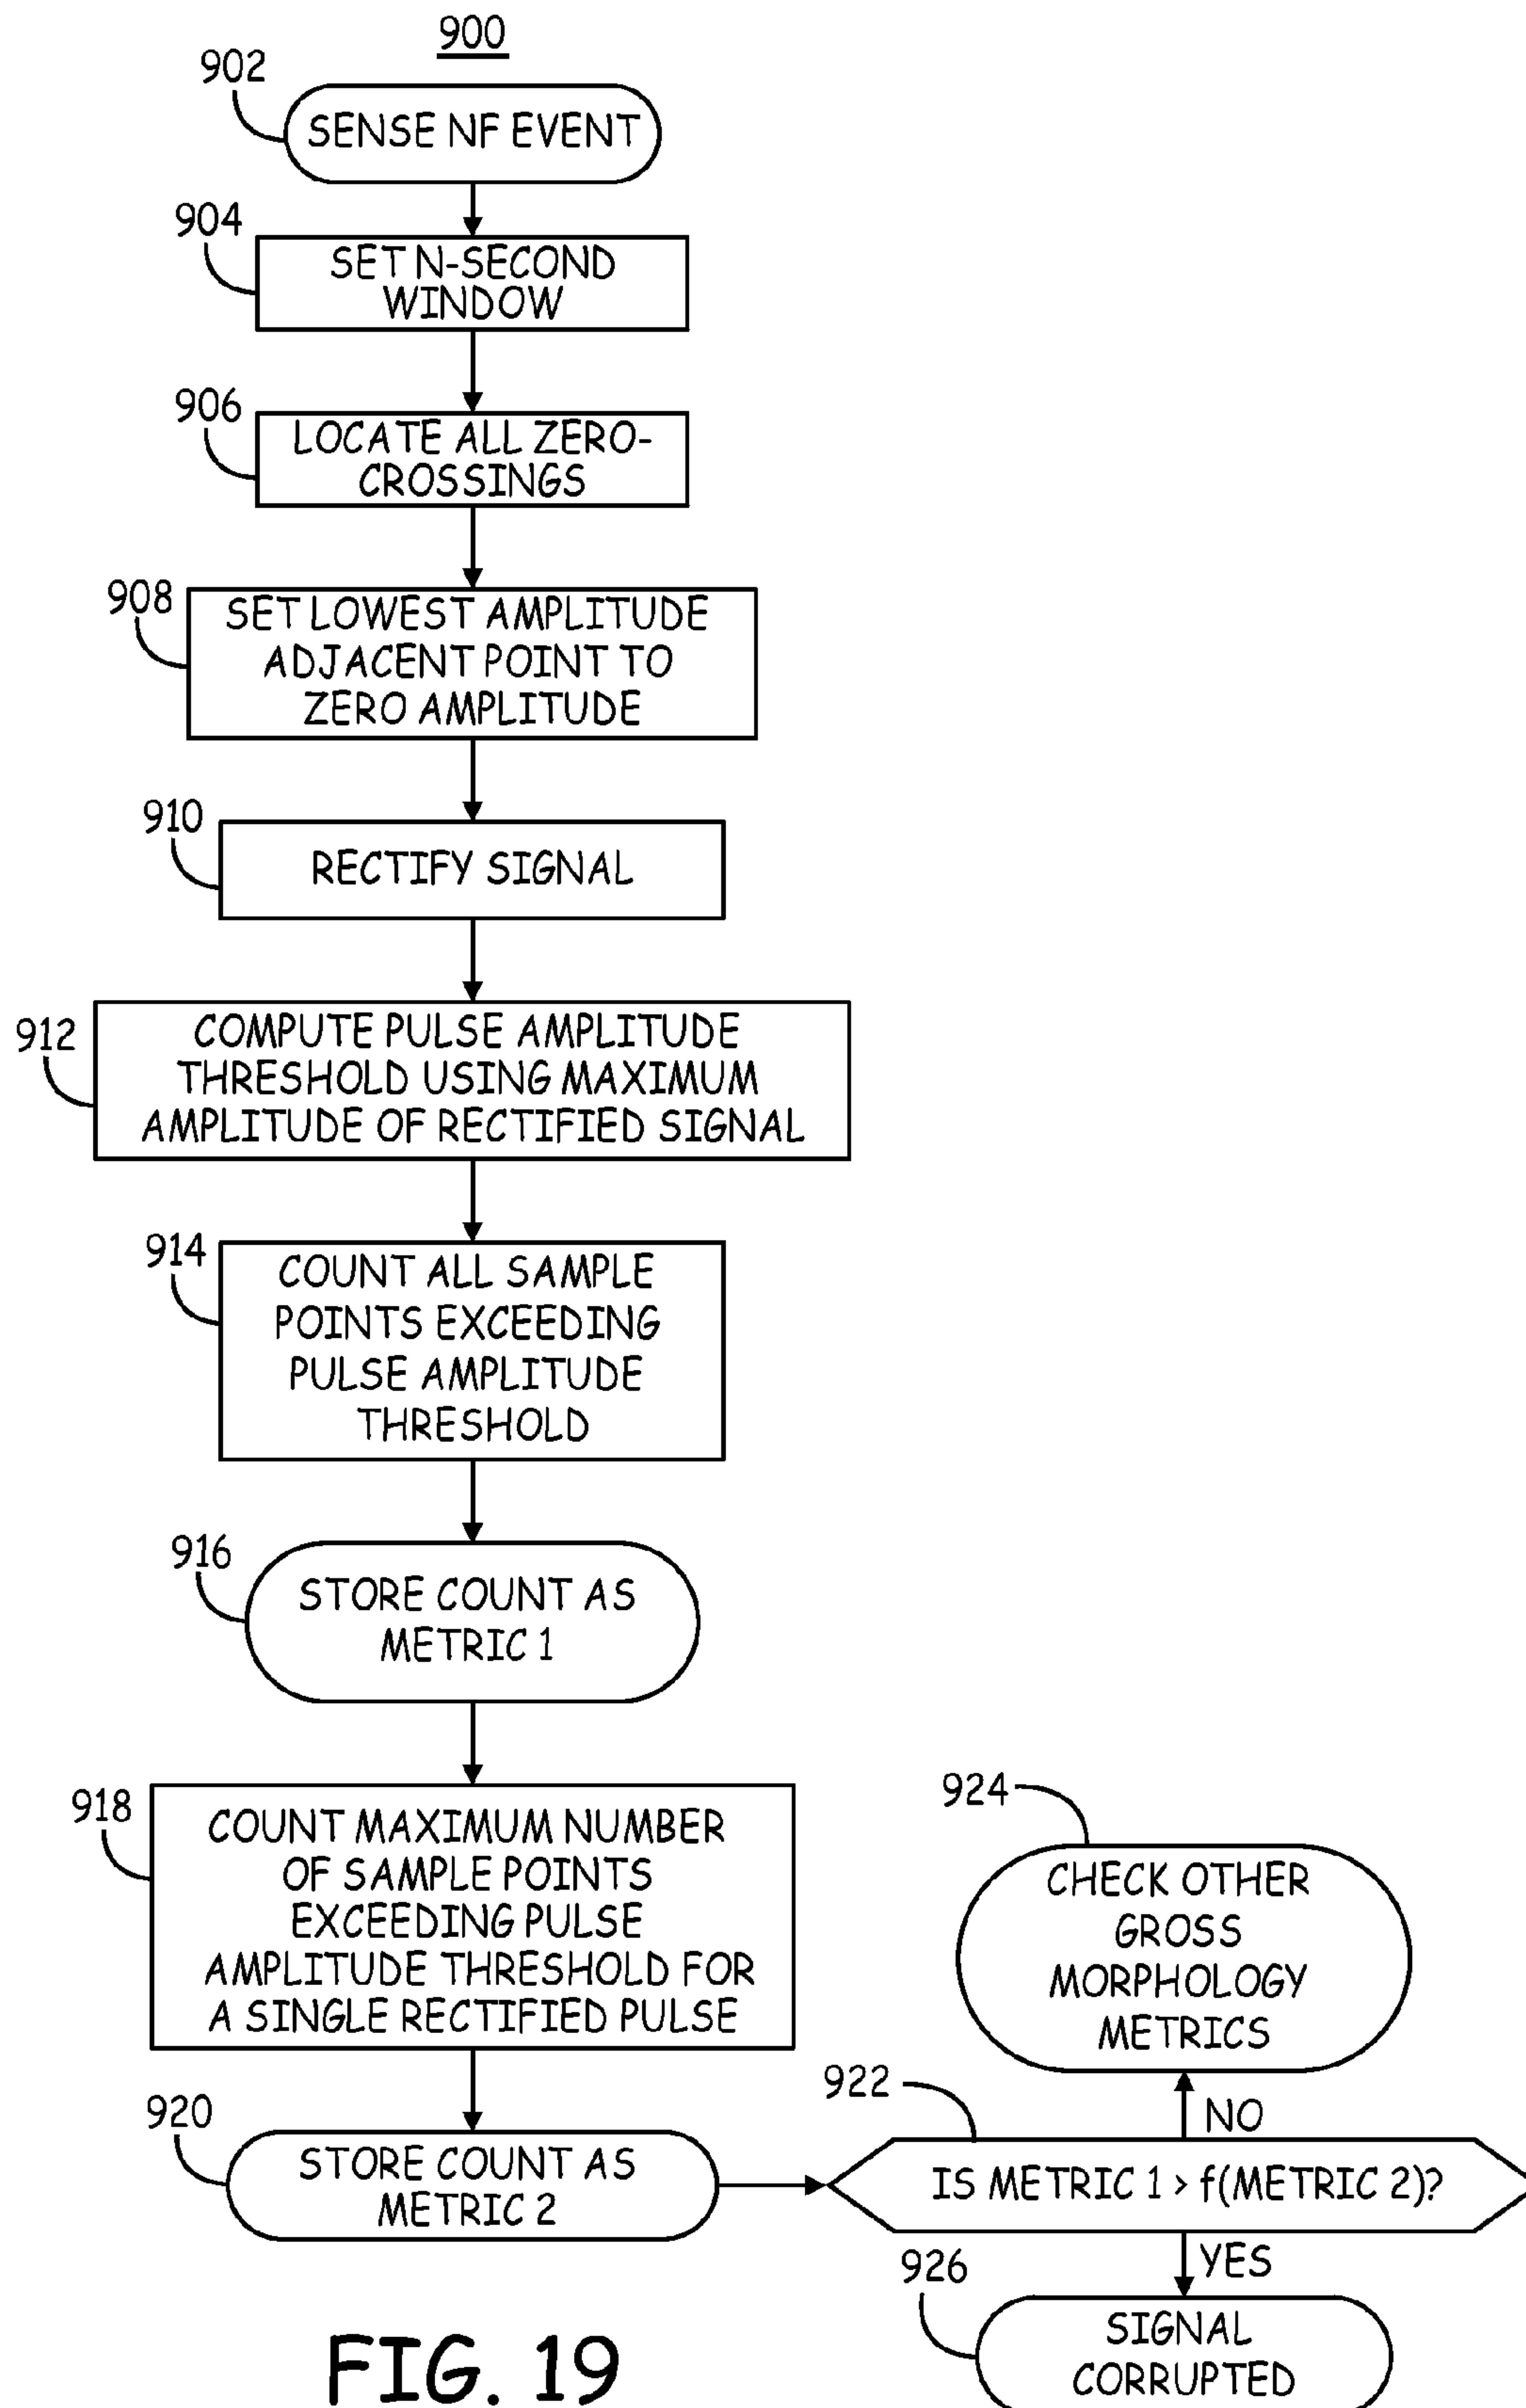 900
902
SENSE NF EVENT
904
SET N-SECOND
WINDOW
906
LOCATE ALL ZERO-
CROSSINGS
908
SET LOWEST AMPLITUDE
ADJACENT POINT TO
ZERO AMPLITUDE
910
RECTIFY SIGNAL
912
COMPUTE PULSE AMPLITUDE
THRESHOLD USING MAXIMUM
AMPLITUDE OF RECTIFIED SIGNAL
914
COUNT ALL SAMPLE
POINTS EXCEEDING
PULSE AMPLITUDE
THRESHOLD
916
STORE COUNT AS
METRIC 1
918
COUNT MAXIMUM NUMBER
OF SAMPLE POINTS
EXCEEDING PULSE
AMPLITUDE THRESHOLD FOR
A SINGLE RECTIFIED PULSE
920
STORE COUNT AS
METRIC 2
922
IS METRIC 1 > f(METRIC 2)?
NO
924
CHECK OTHER
GROSS
MORPHOLOGY
METRICS
YES
926
SIGNAL
CORRUPTED
FIG. 19